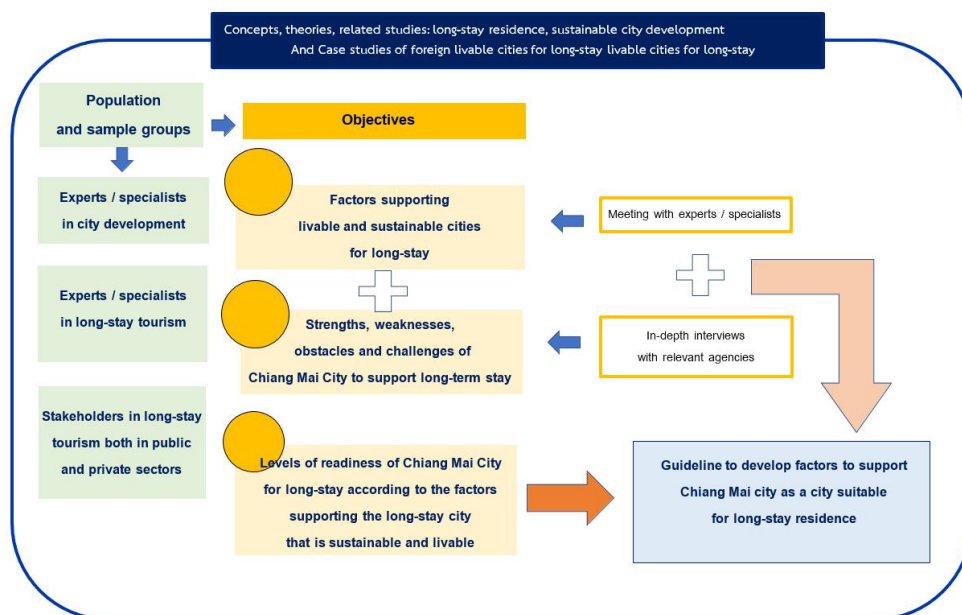 Concepts, theories, related studies: long-stay residence, sustainable city development
And Case studies of foreign livable cities for long-stay livable cities for long-stay
Population
and sample groups
Objectives
Experts / specialists
in city development
Factors supporting
livable and sustainable cities
for long-stay
Meeting with experts / specialists
Experts / specialists
in long-stay tourism
Strengths, weaknesses,
obstacles and challenges of
Chiang Mai City to support long-term stay
In-depth interviews
with relevant agencies
Stakeholders in long-stay
tourism both in public
and private sectors
Levels of readiness of Chiang Mai City
for long-stay according to the factors
supporting the long-stay city
that is sustainable and livable
Guideline to develop factors to support
Chiang Mai city as a city suitable
for long-stay residence